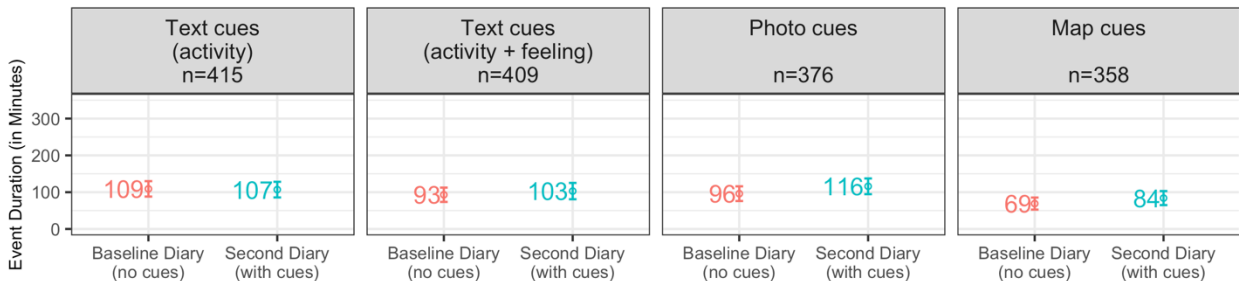 Text cues
(activity)
n=415
Text cues
(activity + feeling)
n=409
Photo cues
n=376
Map cues
n=358
Event Duration (in Minutes)
300
200
100
0
109
107
93
103
96
116
69
84
Baseline Diary
(no cues)
Second Diary
(with cues)
Baseline Diary
(no cues)
Second Diary
(with cues)
Baseline Diary
(no cues)
Second Diary
(with cues)
Baseline Diary
(no cues)
Second Diary
(with cues)